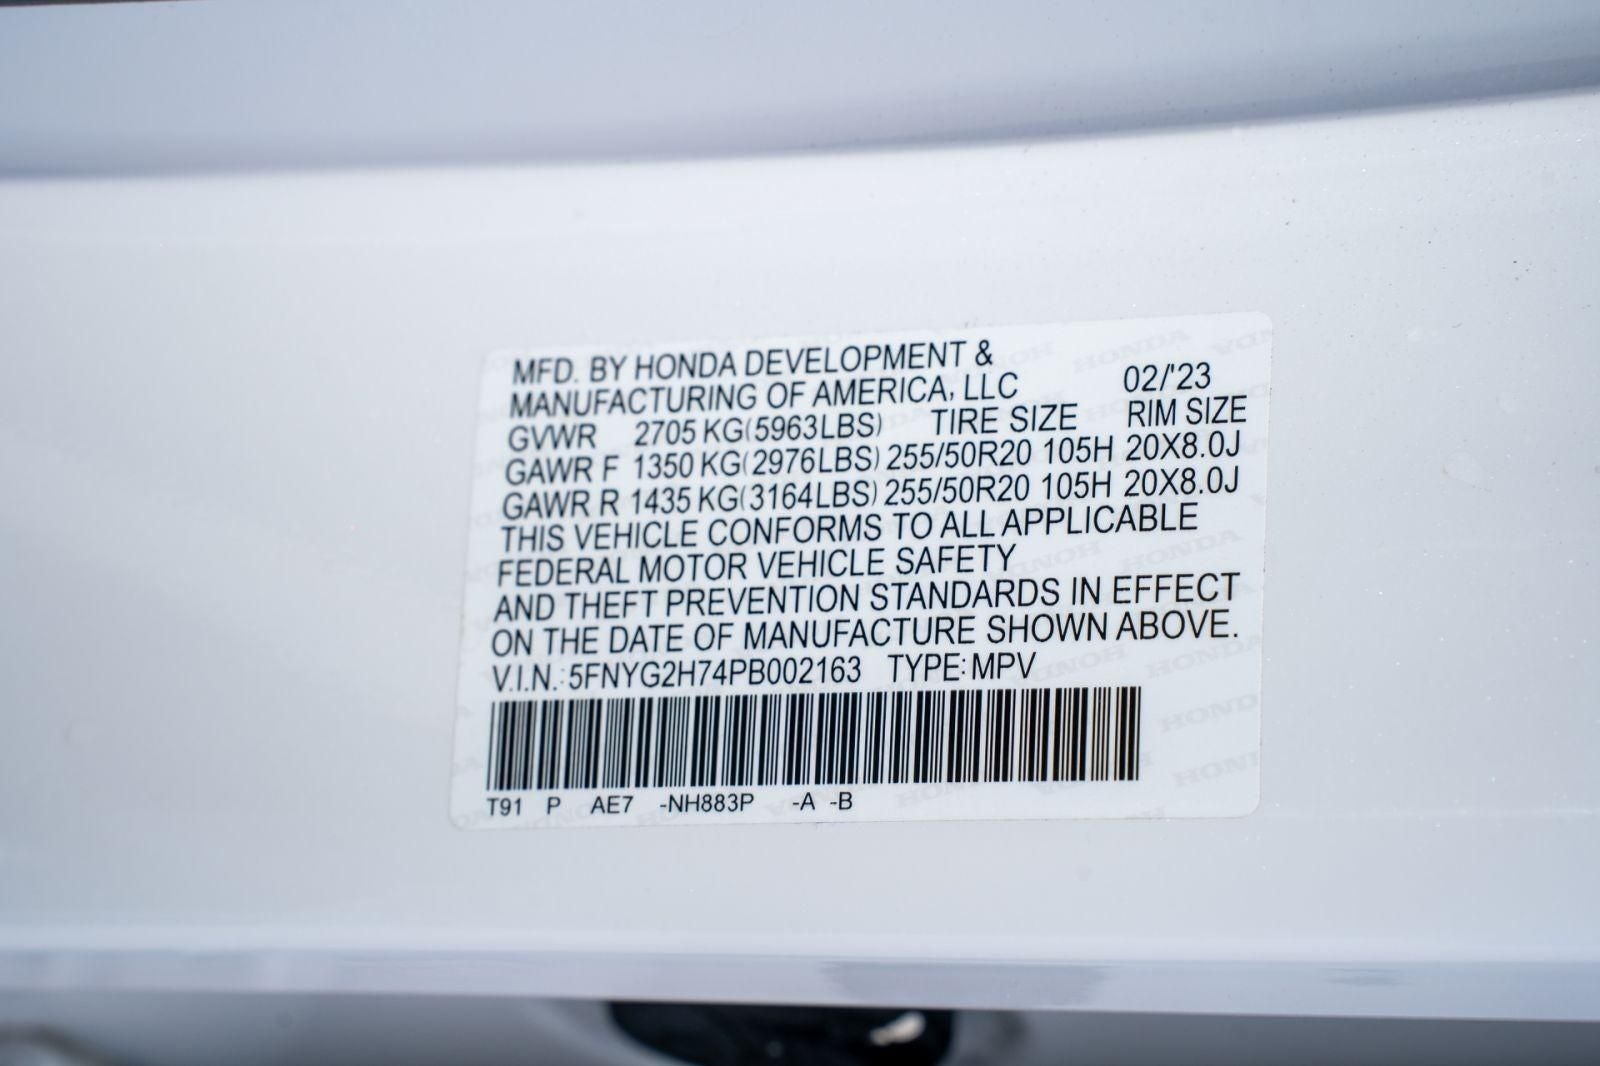 MFD. BY HONDA DEVELOPMENT &
MANUFACTURING OF AMERICA, LLC 02/'23
GVWR 2705 KG(5963LBS) TIRE SIZE RIM SIZE
GAWR F 1350 KG(2976LBS) 255/50R20 105H 20X8.0J
GAWR R 1435 KG(3164LBS) 255/50R20 105H 20X8.0J
THIS VEHICLE CONFORMS TO ALL APPLICABLE
FEDERAL MOTOR VEHICLE SAFETY
AND THEFT PREVENTION STANDARDS IN EFFECT
ON THE DATE OF MANUFACTURE SHOWN ABOVE.
V.I.N.: 5FNYG2H74PB002163 TYPE: MPV
T91 P AE7 -NH883P -A -B